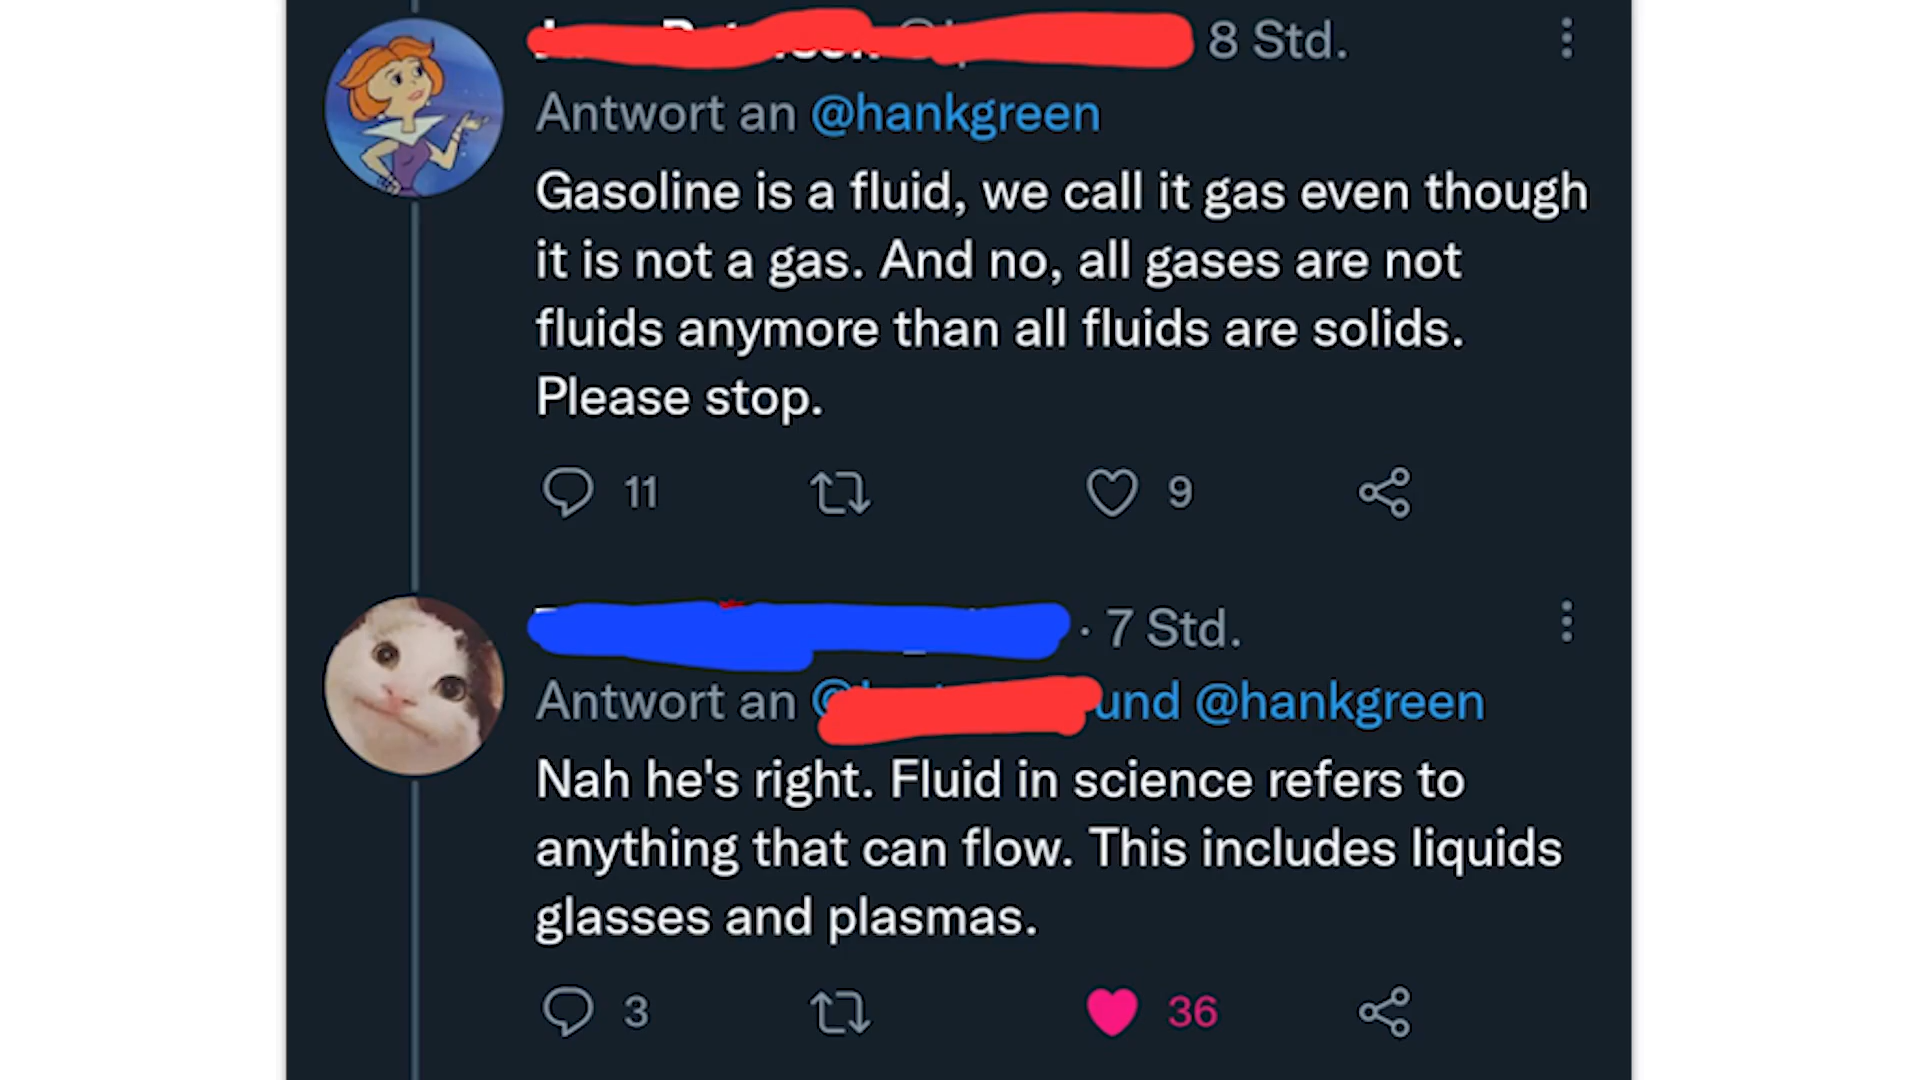 8 Std.
Antwort an @hankgreen
Gasoline is a fluid, we call it gas even though
it is not a gas. And no, all gases are not
fluids anymore than all fluids are solids.
Please stop.
11 9
· 7 Std.
Antwort an @ und @hankgreen
Nah he's right. Fluid in science refers to
anything that can flow. This includes liquids
glasses and plasmas.
3 36